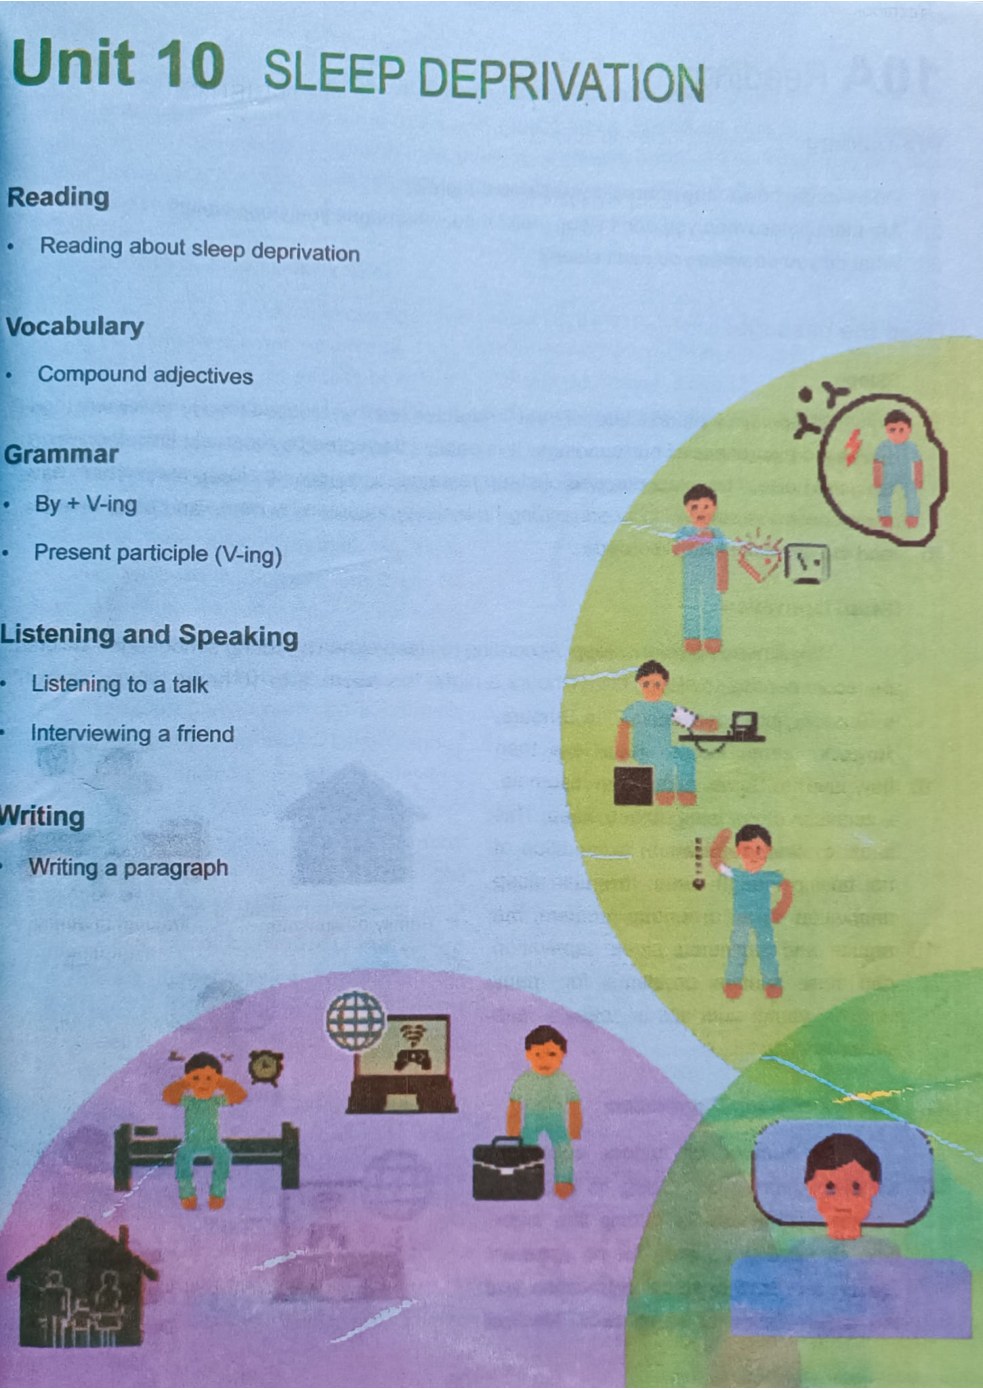 Unit 10 SLEEP DEPRIVATION
Reading
• Reading about sleep deprivation
Vocabulary
• Compound adjectives
Grammar
• By + V-ing
• Present participle (V-ing)
Listening and Speaking
• Listening to a talk
• Interviewing a friend
Writing
• Writing a paragraph